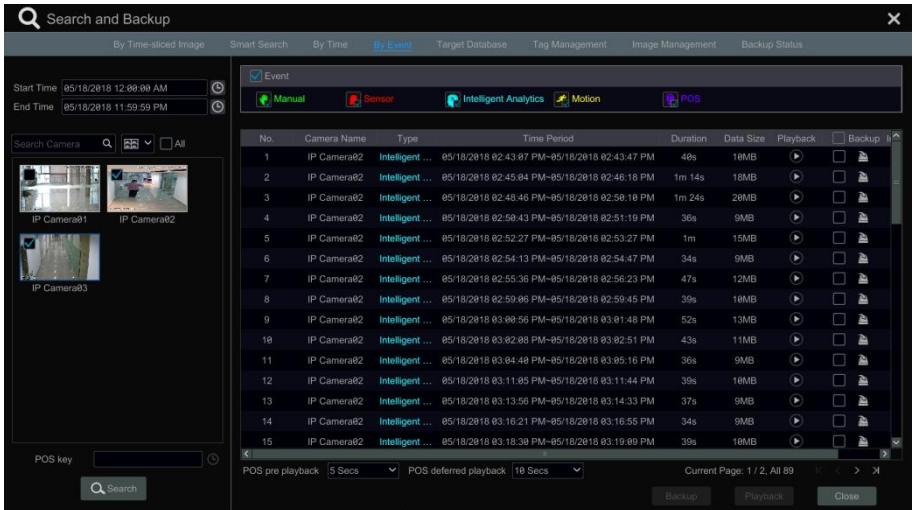 Search and Backup
By Time-sliced Image Smart Search By Time By Event Target Database Tag Management Image Management Backup Status
Start Time 05/18/2018 12:00:00 AM
End Time 05/18/2018 11:59:59 PM
Search Camera All
IP Camera01 IP Camera02
IP Camera03
POS key
Search
Event
Manual Sensor Intelligent Analytics Motion POS
No. Camera Name Type Time Period Duration Data Size Playback Backup
1 IP Camera02 Intelligent ... 05/18/2018 02:43:07 PM~05/18/2018 02:43:47 PM 40s 10MB
2 IP Camera02 Intelligent ... 05/18/2018 02:45:04 PM~05/18/2018 02:46:18 PM 1m 14s 18MB
3 IP Camera02 Intelligent ... 05/18/2018 02:48:46 PM~05/18/2018 02:50:10 PM 1m 24s 20MB
4 IP Camera02 Intelligent ... 05/18/2018 02:50:43 PM~05/18/2018 02:51:19 PM 36s 9MB
5 IP Camera02 Intelligent ... 05/18/2018 02:52:27 PM~05/18/2018 02:53:27 PM 1m 15MB
6 IP Camera02 Intelligent ... 05/18/2018 02:54:13 PM~05/18/2018 02:54:47 PM 34s 9MB
7 IP Camera02 Intelligent ... 05/18/2018 02:55:36 PM~05/18/2018 02:56:23 PM 47s 12MB
8 IP Camera02 Intelligent ... 05/18/2018 02:59:06 PM~05/18/2018 02:59:45 PM 39s 10MB
9 IP Camera02 Intelligent ... 05/18/2018 03:00:56 PM~05/18/2018 03:01:48 PM 52s 13MB
10 IP Camera02 Intelligent ... 05/18/2018 03:02:08 PM~05/18/2018 03:02:51 PM 43s 11MB
11 IP Camera02 Intelligent ... 05/18/2018 03:04:40 PM~05/18/2018 03:05:16 PM 36s 9MB
12 IP Camera02 Intelligent ... 05/18/2018 03:11:05 PM~05/18/2018 03:11:44 PM 39s 10MB
13 IP Camera02 Intelligent ... 05/18/2018 03:13:56 PM~05/18/2018 03:14:33 PM 37s 9MB
14 IP Camera02 Intelligent ... 05/18/2018 03:16:21 PM~05/18/2018 03:16:55 PM 34s 9MB
15 IP Camera02 Intelligent ... 05/18/2018 03:18:30 PM~05/18/2018 03:19:09 PM 39s 10MB
POS pre playback 5 Secs POS deferred playback 10 Secs Current Page: 1 / 2, All 89
Backup Playback Close